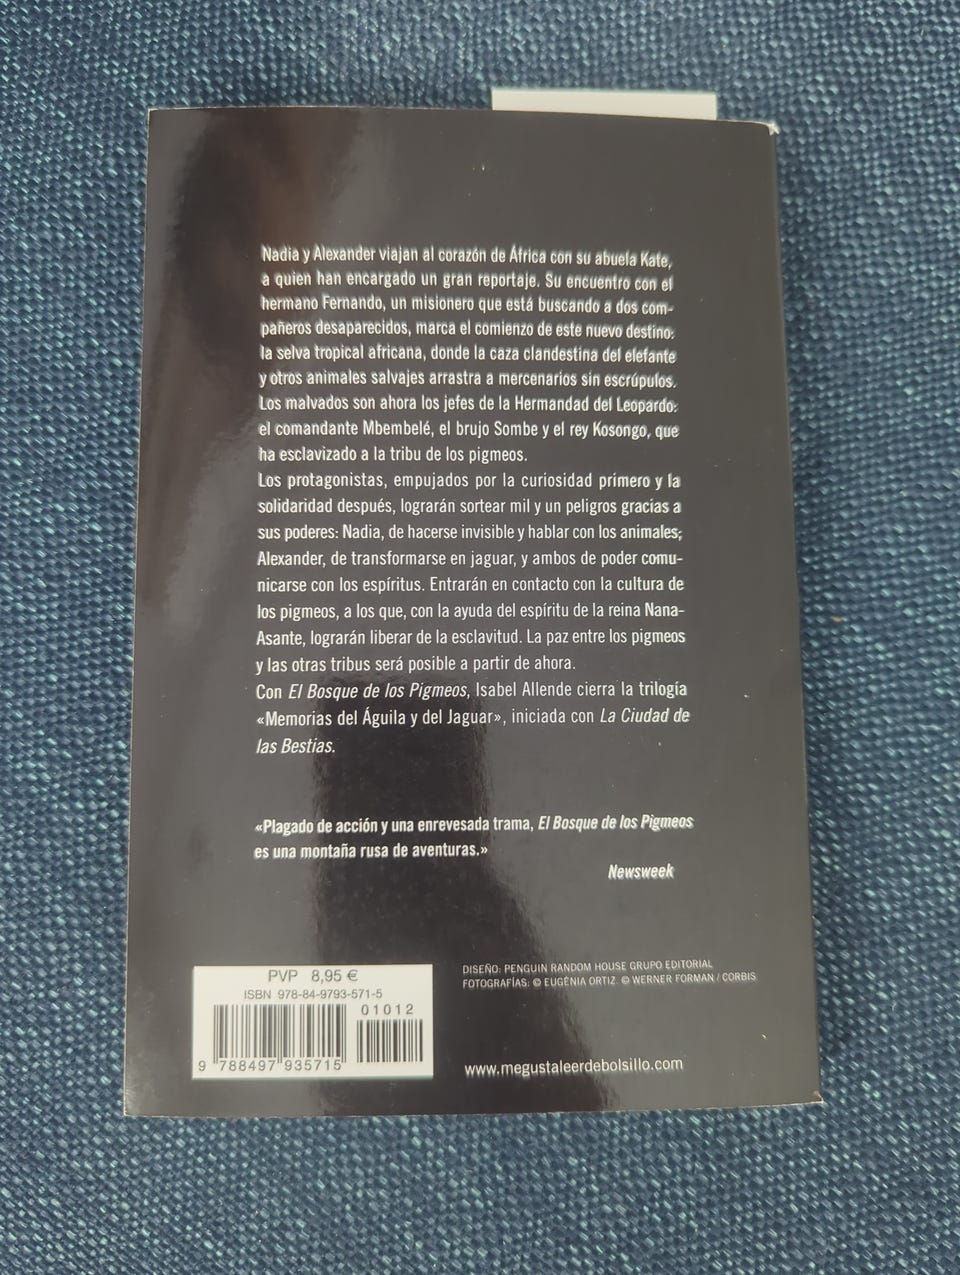 Nadia y Alexander viajan al corazón de África con su abuela Kate,
a quien han encargado un gran reportaje. Su encuentro con el
hermano Fernando, un misionero que está buscando a dos com-
pañeros desaparecidos, marca el comienzo de este nuevo destino:
la selva tropical africana, donde la caza clandestina del elefante
y otros animales salvajes arrastra a mercenarios sin escrúpulos.
Los malvados son ahora los jefes de la Hermandad del Leopardo:
el comandante Mbembelé, el brujo Sombe y el rey Kosongo, que
ha esclavizado a la tribu de los pigmeos.
Los protagonistas, empujados por la curiosidad primero y la
solidaridad después, lograrán sortear mil y un peligros gracias a
sus poderes: Nadia, de hacerse invisible y hablar con los animales;
Alexander, de transformarse en jaguar, y ambos de poder comu-
nicarse con los espíritus. Entrarán en contacto con la cultura de
los pigmeos, a los que, con la ayuda del espíritu de la reina Nana-
Asante, lograrán liberar de la esclavitud. La paz entre los pigmeos
y las otras tribus será posible a partir de ahora.
Con El Bosque de los Pigmeos, Isabel Allende cierra la trilogía
«Memorias del Águila y del Jaguar», iniciada con La Ciudad de
las Bestias.
«Plagado de acción y una enrevesada trama, El Bosque de los Pigmeos
es una montaña rusa de aventuras.»
Newsweek
PVP 8,95 €
ISBN 978-84-9793-571-5
01012
9 788497 935715
DISEÑO: PENGUIN RANDOM HOUSE GRUPO EDITORIAL
FOTOGRAFÍAS: © EUGÈNIA ORTIZ © WERNER FORMAN / CORBIS
www.megustaleerdebolsillo.com